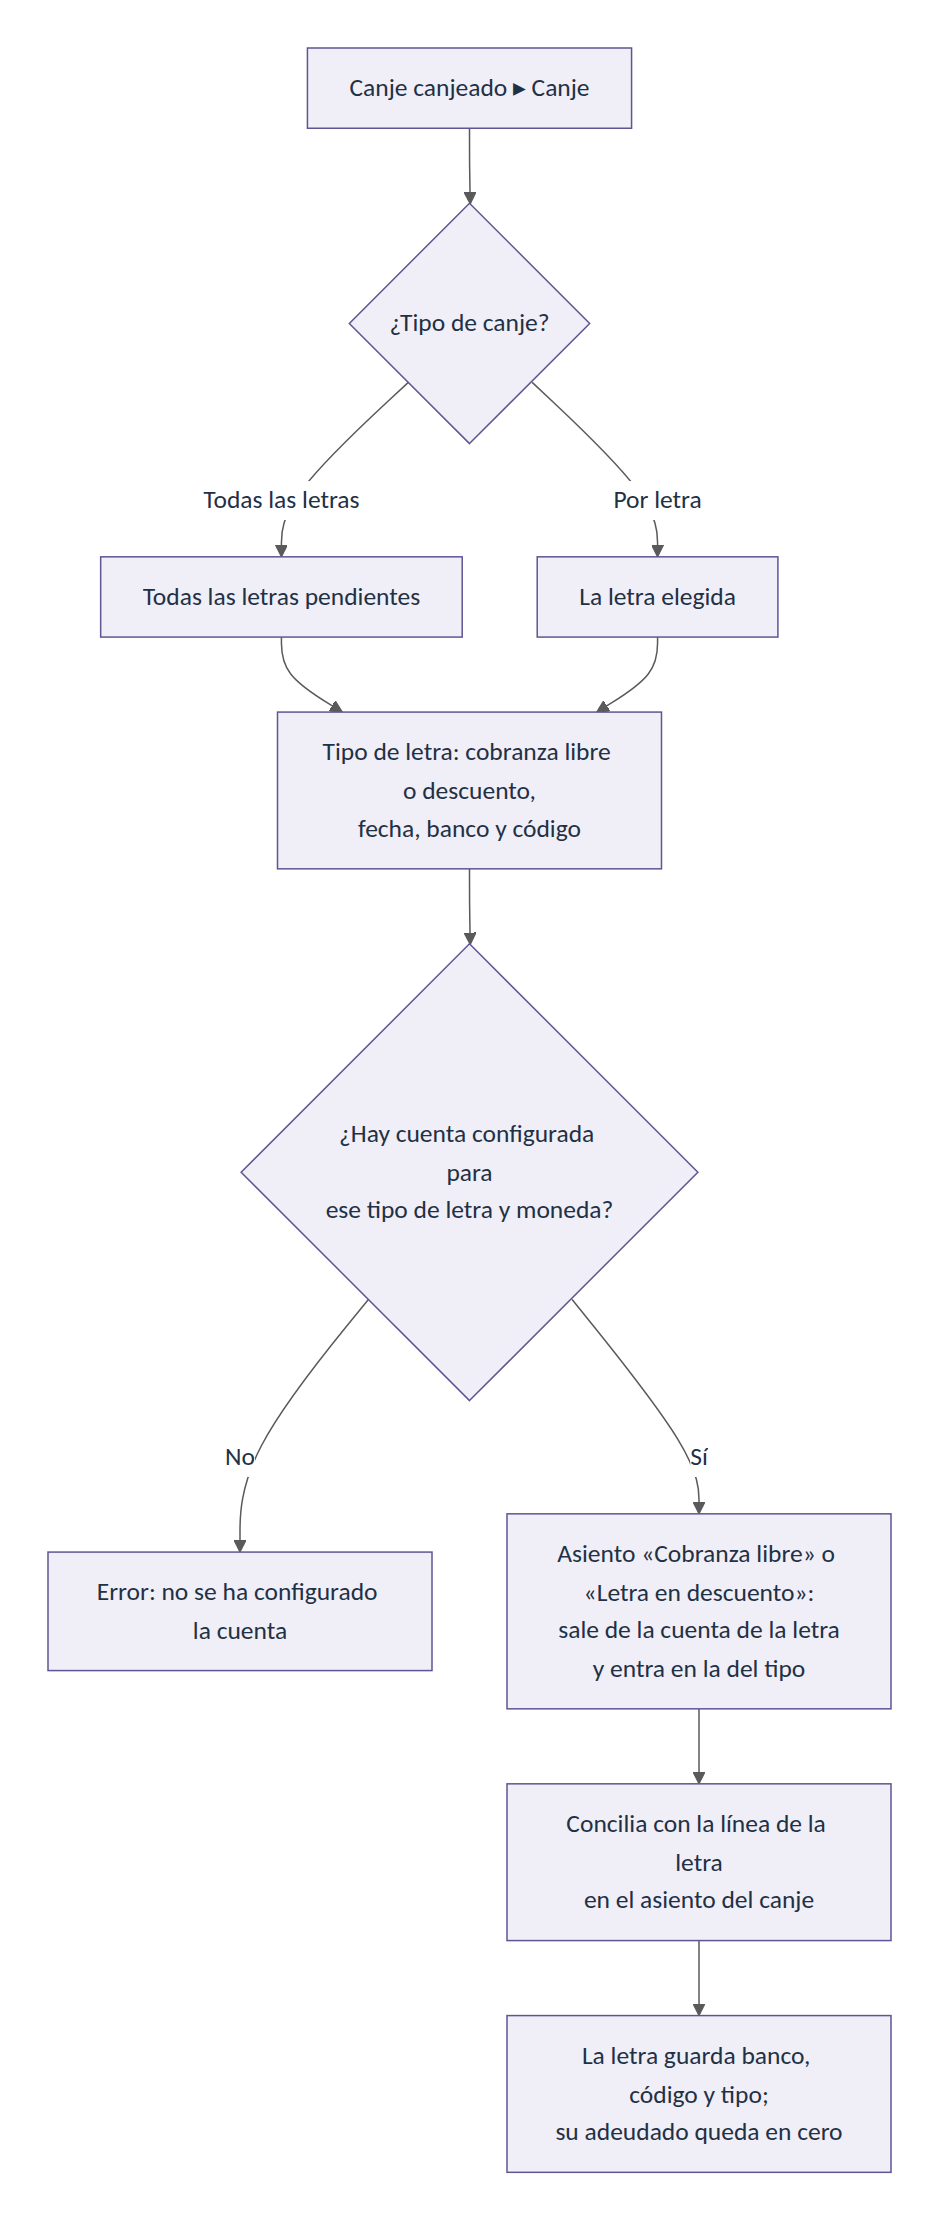 Canje canjeado ▸ Canje
¿Tipo de canje?
Todas las letras
Por letra
Todas las letras pendientes
La letra elegida
Tipo de letra: cobranza libre
o descuento,
fecha, banco y código
¿Hay cuenta configurada
para
ese tipo de letra y moneda?
No
Sí
Error: no se ha configurado
la cuenta
Asiento «Cobranza libre» o
«Letra en descuento»:
sale de la cuenta de la letra
y entra en la del tipo
Concilia con la línea de la
letra
en el asiento del canje
La letra guarda banco,
código y tipo;
su adeudado queda en cero